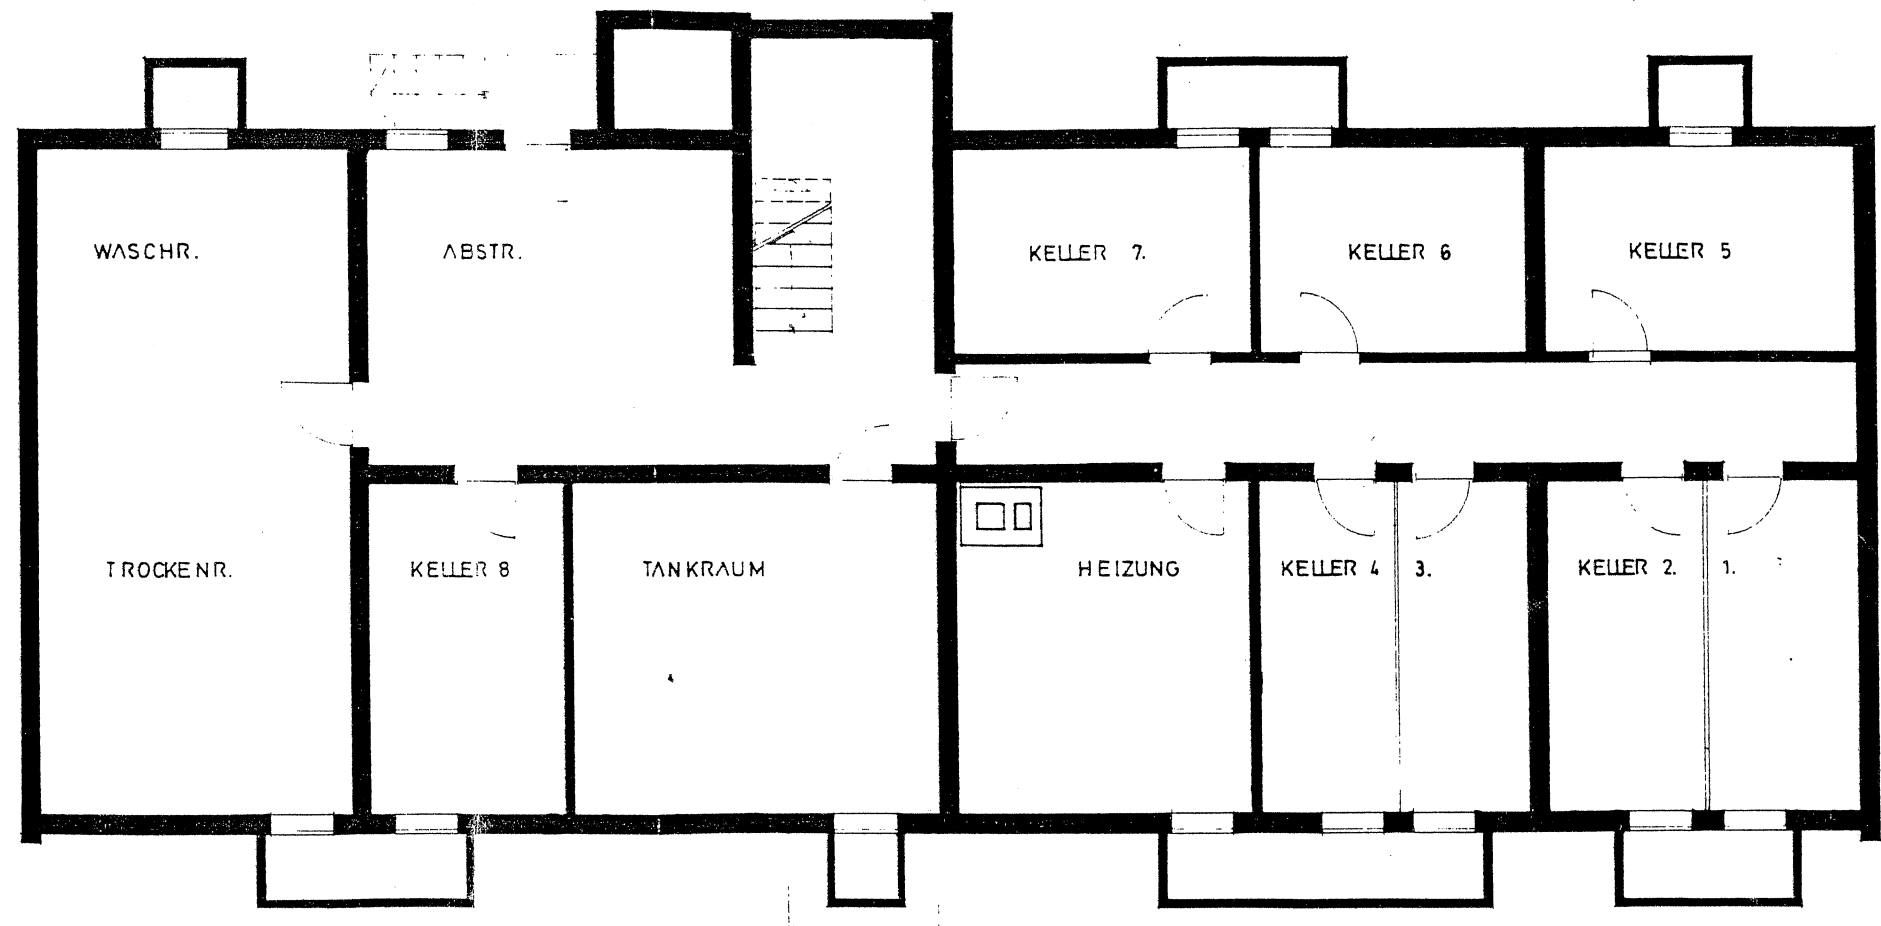 WASCHR.
ABSTR.
KELLER 7.
KELLER 6
KELLER 5
TROCKENR.
KELLER 8
TANKRAUM
HEIZUNG
KELLER 4
3.
KELLER 2.
1.